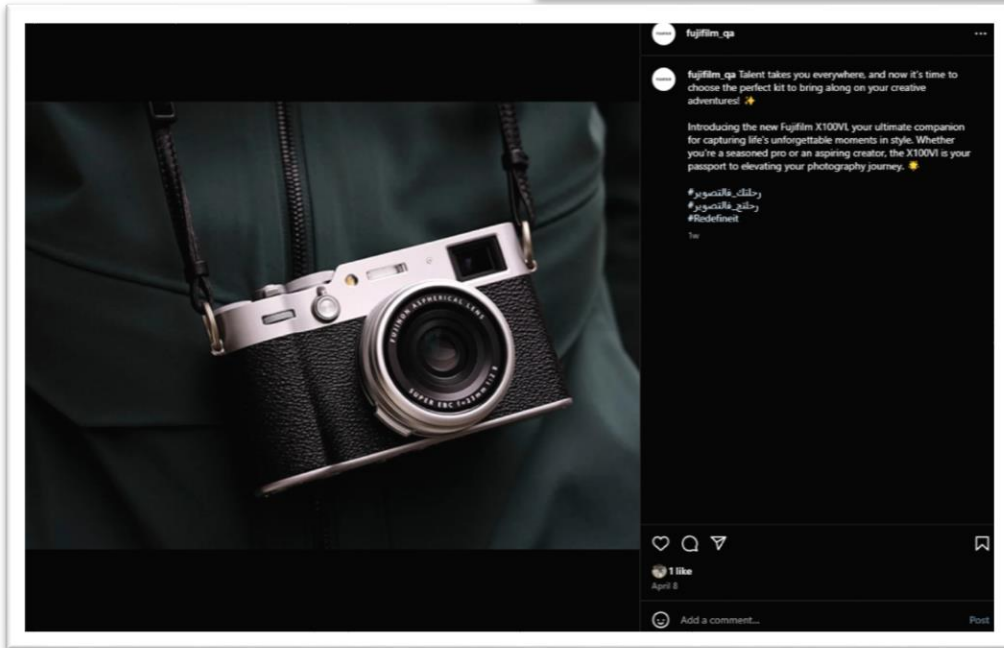 fujifilm_qa
fujifilm_qa Talent takes you everywhere, and now it's time to
choose the perfect kit to bring along on your creative
adventures! ✨
Introducing the new Fujifilm X100VI, your ultimate companion
for capturing life's unforgettable moments in style. Whether
you're a seasoned pro or an aspiring creator, the X100VI is your
passport to elevating your photography journey. 🌟
#رحلتك_فالتصوير
#رحلتج_فالتصوير
#Redefineit
1w
FUJINON ASPHERICAL LENS
SUPER EBC f=23mm 1:2 R
1 like
April 8
Add a comment...
Post